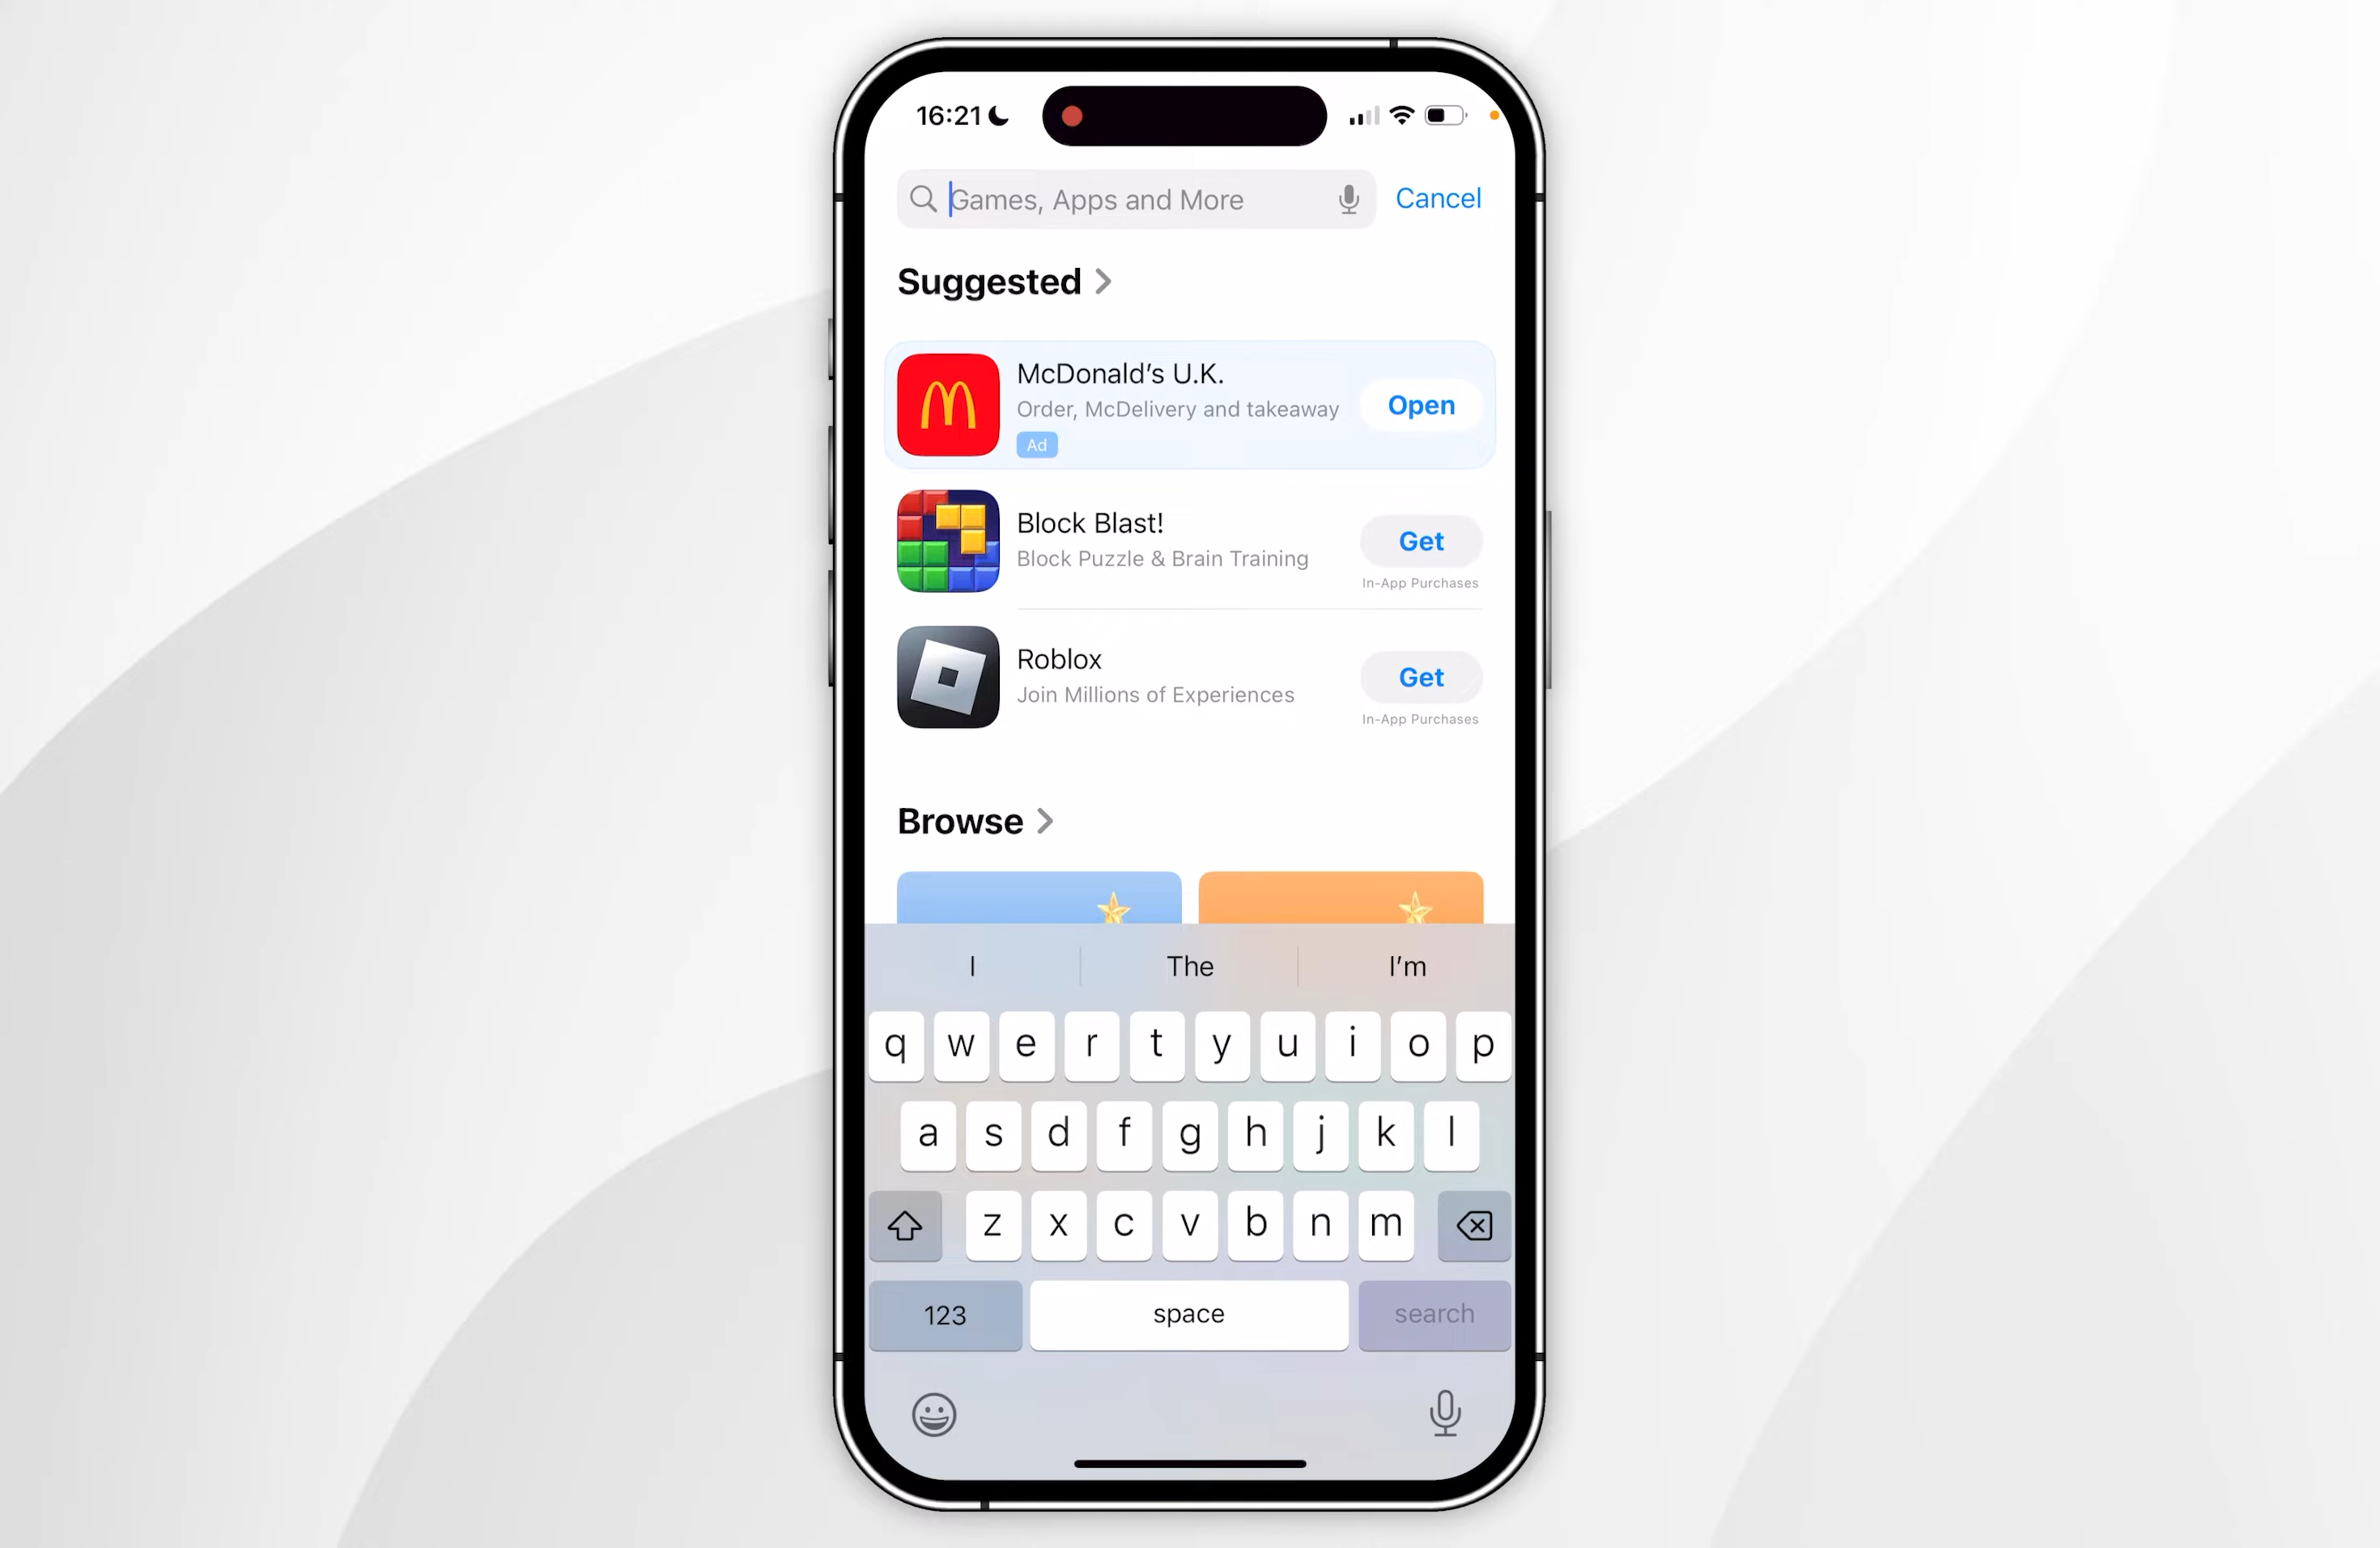 16:21
Games, Apps and More
Cancel
Suggested
McDonald's U.K.
Order, McDelivery and takeaway
Ad
Open
Block Blast!
Block Puzzle & Brain Training
Get
In-App Purchases
Roblox
Join Millions of Experiences
Get
In-App Purchases
Browse
I The I'm
q w e r t y u i o p
a s d f g h j k l
z x c v b n m
123 space search